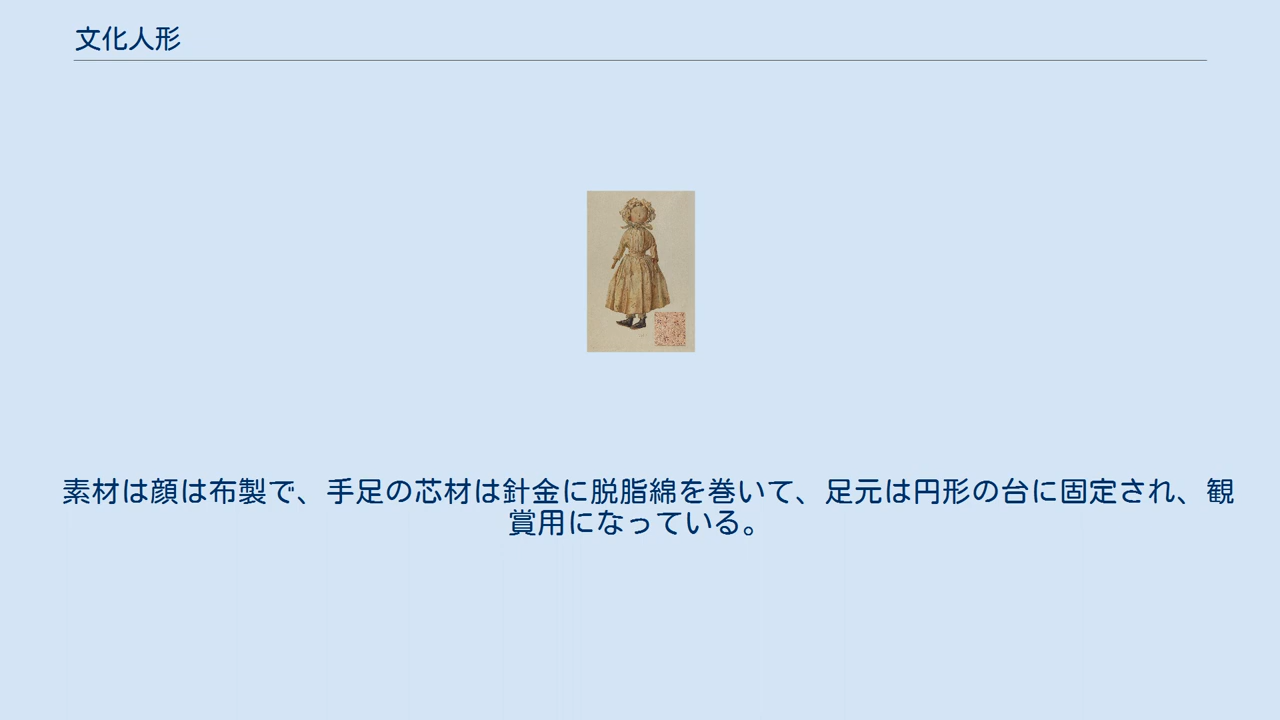 文化人形
素材は顔は布製で、手足の芯材は針金に脱脂綿を巻いて、足元は円形の台に固定され、観
賞用になっている。